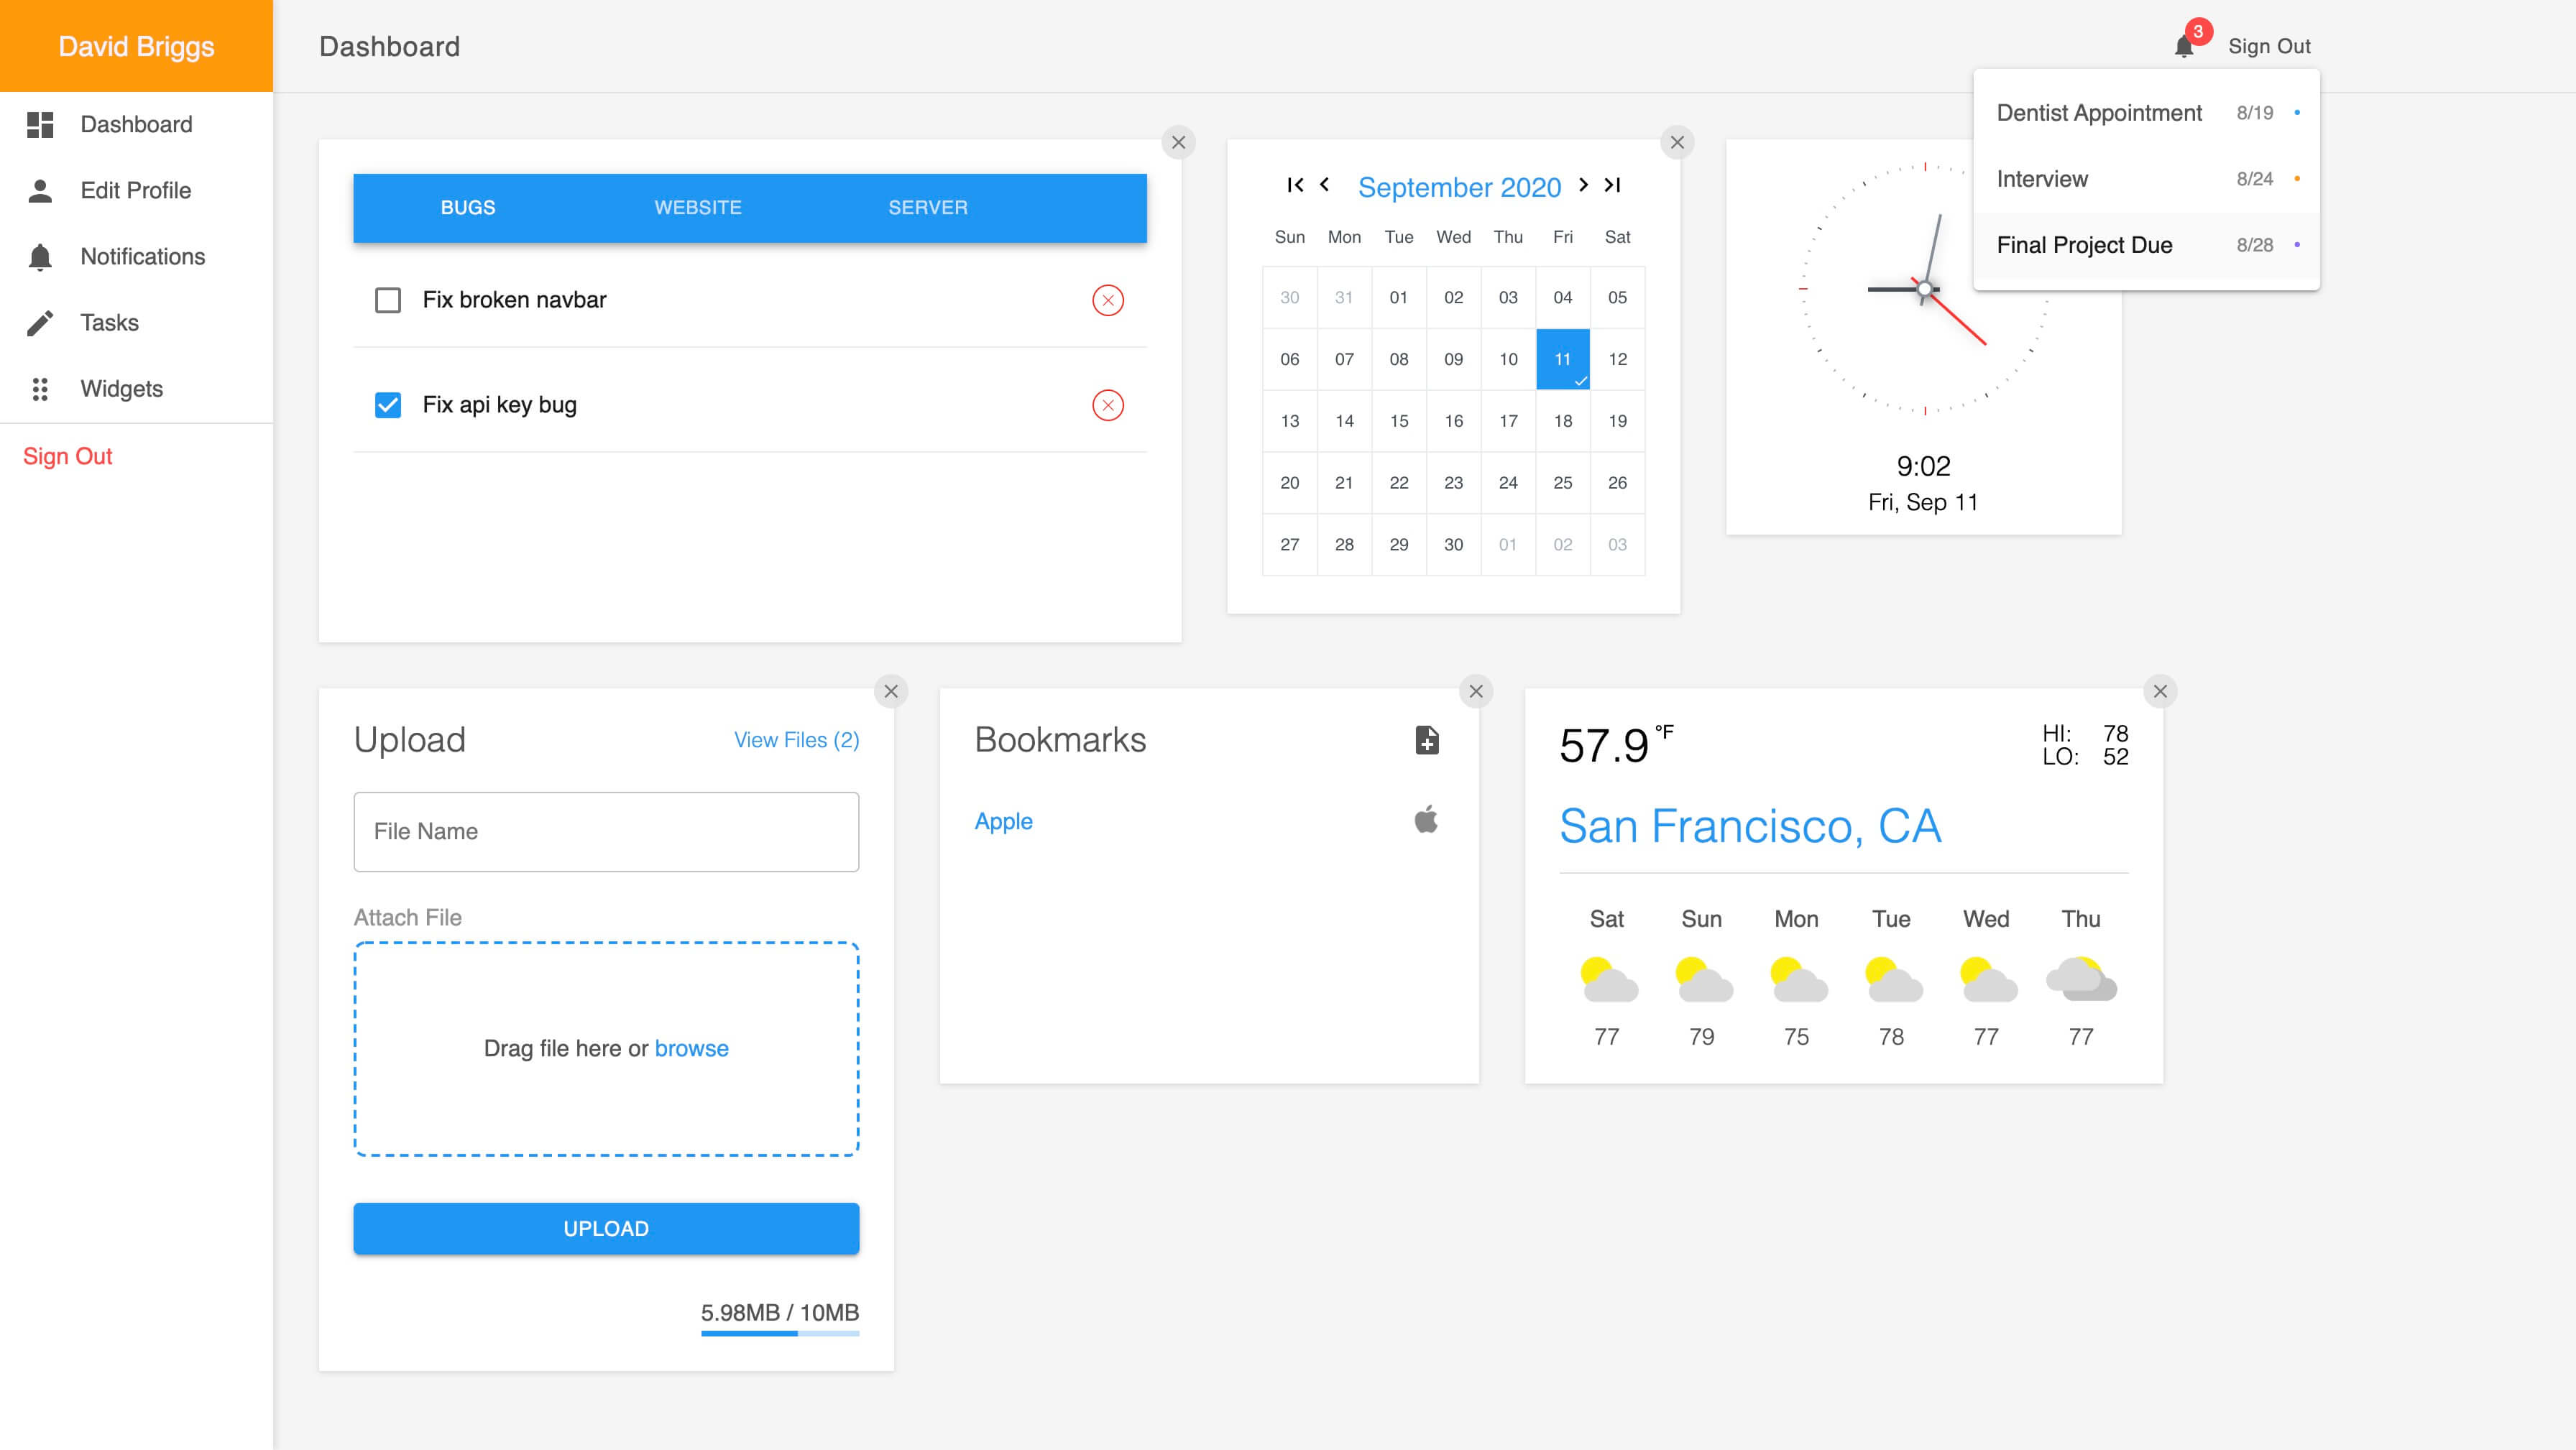 David Briggs
Dashboard
Edit Profile
Notifications
Tasks
Widgets
Sign Out
Dashboard
3
Sign Out
Dentist Appointment 8/19
Interview 8/24
Final Project Due 8/28
BUGS WEBSITE SERVER
Fix broken navbar
Fix api key bug
September 2020
Sun Mon Tue Wed Thu Fri Sat
30 31 01 02 03 04 05
06 07 08 09 10 11 12
13 14 15 16 17 18 19
20 21 22 23 24 25 26
27 28 29 30 01 02 03
9:02
Fri, Sep 11
Upload
View Files (2)
File Name
Attach File
Drag file here or browse
UPLOAD
5.98MB / 10MB
Bookmarks
Apple
57.9 °F
HI: 78
LO: 52
San Francisco, CA
Sat Sun Mon Tue Wed Thu
77 79 75 78 77 77